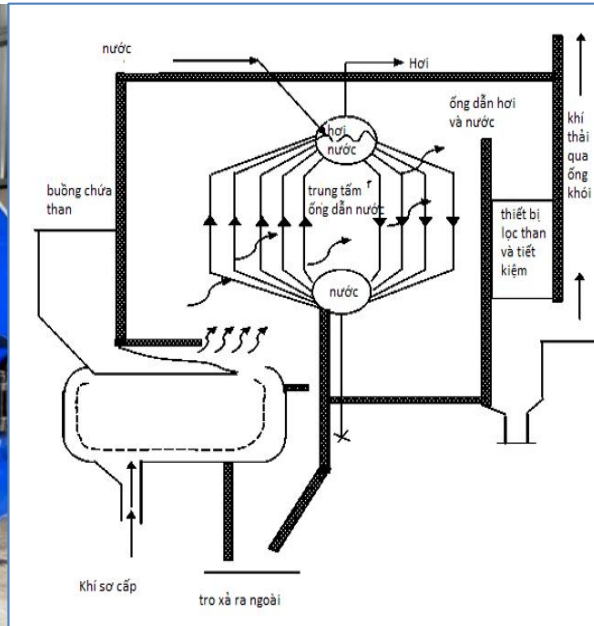 nước
Hơi
ống dẫn hơi
và nước
khí
thải
qua
ống
khói
hơi
nước
buồng chứa
than
trung tấm
ống dẫn nước
thiết bị
lọc than
và tiết
kiệm
nước
Khí sơ cấp
tro xả ra ngoài